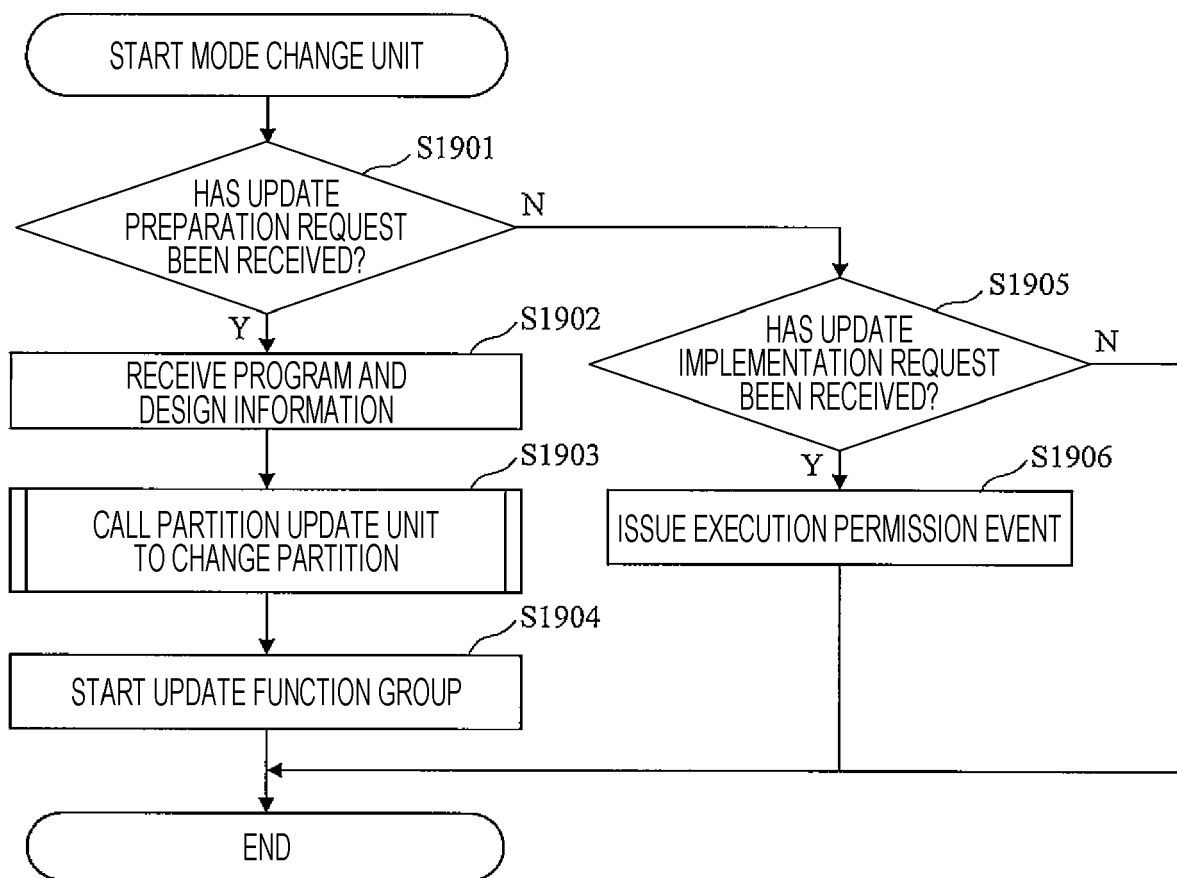 START MODE CHANGE UNIT
S1901
HAS UPDATE
PREPARATION REQUEST
BEEN RECEIVED?
N
Y
S1902
RECEIVE PROGRAM AND
DESIGN INFORMATION
S1903
CALL PARTITION UPDATE UNIT
TO CHANGE PARTITION
S1904
START UPDATE FUNCTION GROUP
S1905
HAS UPDATE
IMPLEMENTATION REQUEST
BEEN RECEIVED?
N
Y
S1906
ISSUE EXECUTION PERMISSION EVENT
END